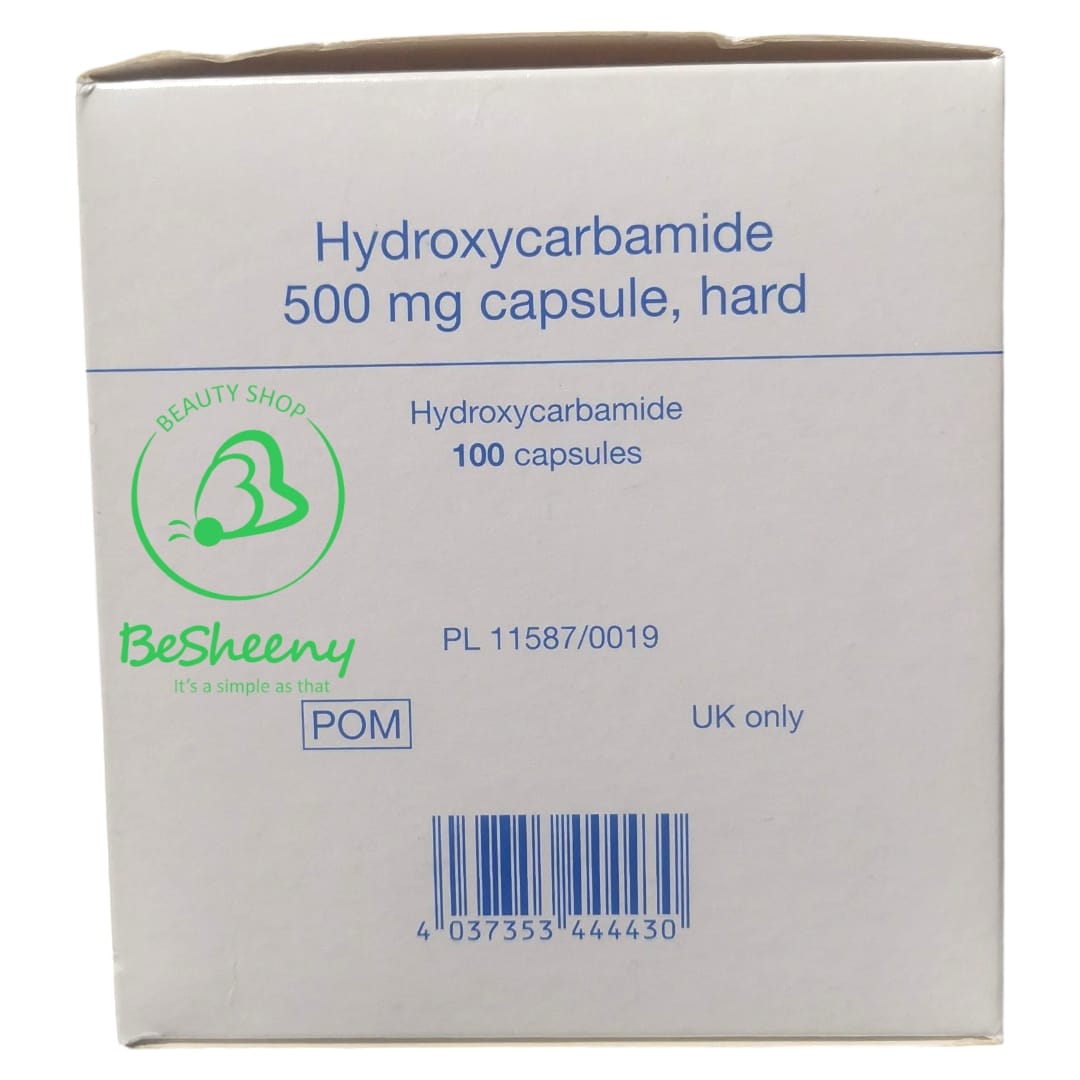 Hydroxycarbamide
500 mg capsule, hard
Hydroxycarbamide
100 capsules
BEAUTY SHOP
BeSheeny
It's a simple as that
PL 11587/0019
POM
UK only
4 037353 444430